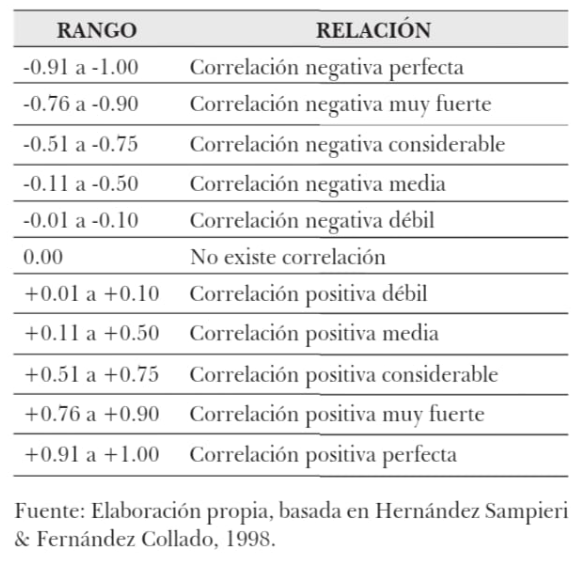 RANGO RELACIÓN
-0.91 a -1.00 Correlación negativa perfecta
-0.76 a -0.90 Correlación negativa muy fuerte
-0.51 a -0.75 Correlación negativa considerable
-0.11 a -0.50 Correlación negativa media
-0.01 a -0.10 Correlación negativa débil
0.00 No existe correlación
+0.01 a +0.10 Correlación positiva débil
+0.11 a +0.50 Correlación positiva media
+0.51 a +0.75 Correlación positiva considerable
+0.76 a +0.90 Correlación positiva muy fuerte
+0.91 a +1.00 Correlación positiva perfecta
Fuente: Elaboración propia, basada en Hernández Sampieri
& Fernández Collado, 1998.